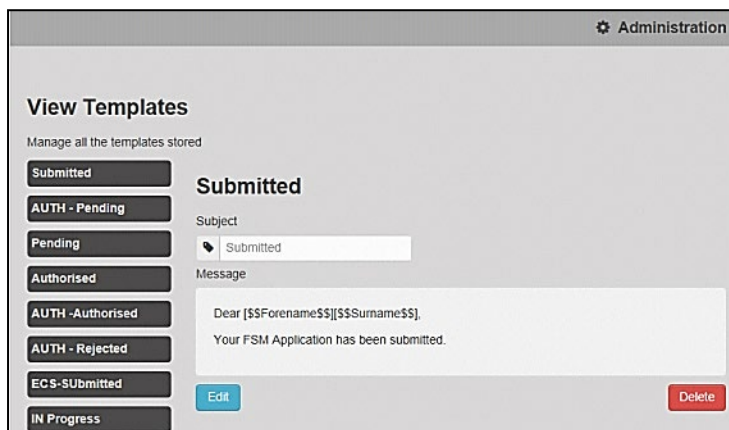 Administration
View Templates
Manage all the templates stored
Submitted
AUTH - Pending
Pending
Authorised
AUTH -Authorised
AUTH - Rejected
ECS-SUbmitted
IN Progress
Submitted
Subject
Submitted
Message
Dear [$$Forename$$][$$Surname$$],
Your FSM Application has been submitted.
Edit
Delete